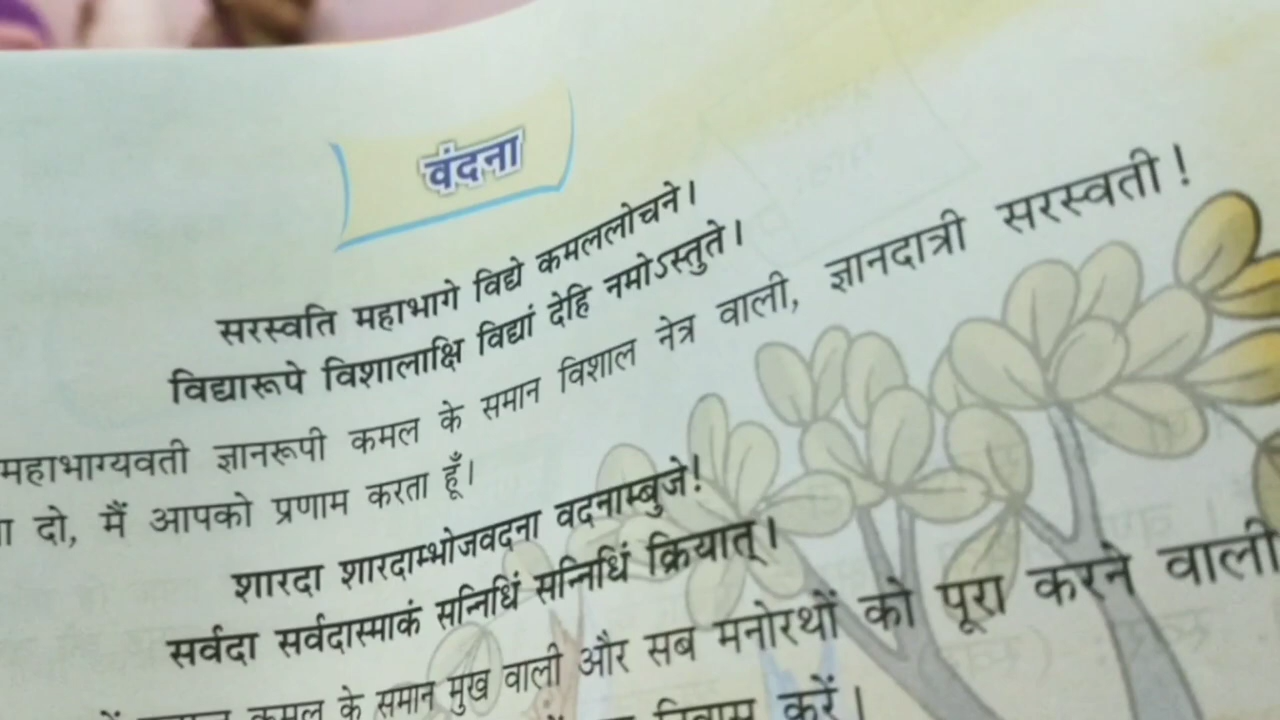 वंदना
सरस्वति महाभागे विद्ये कमललोचने।
विद्यारूपे विशालाक्षि विद्यां देहि नमोऽस्तुते।
महाभाग्यवती ज्ञानरूपी कमल के समान विशाल नेत्र वाली, ज्ञानदात्री सरस्वती!
दो, मैं आपको प्रणाम करता हूँ।
शारदा शारदाम्भोजवदना वदनाम्बुजे!
सर्वदा सर्वदास्माकं सन्निधिं सन्निधिं क्रियात्।
कमल के समान मुख वाली और सब मनोरथों को पूरा करने वाली
करें।